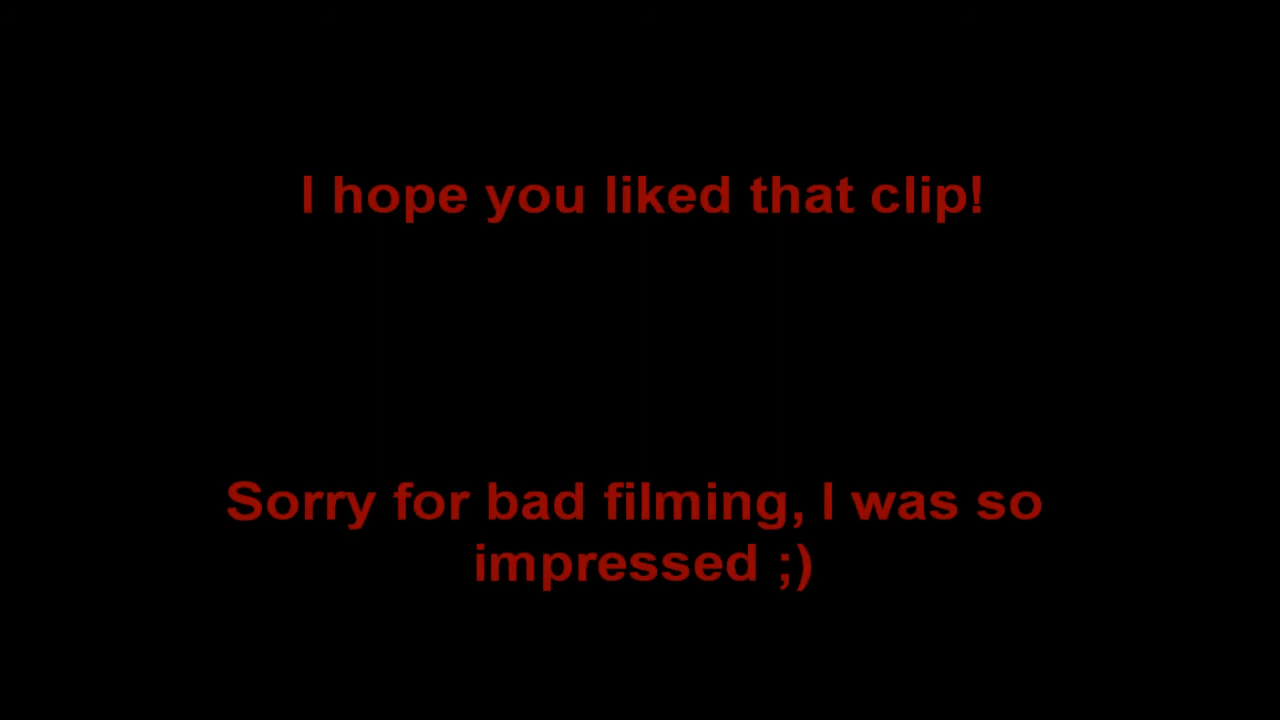 I hope you liked that clip!
Sorry for bad filming, I was so
impressed ;)